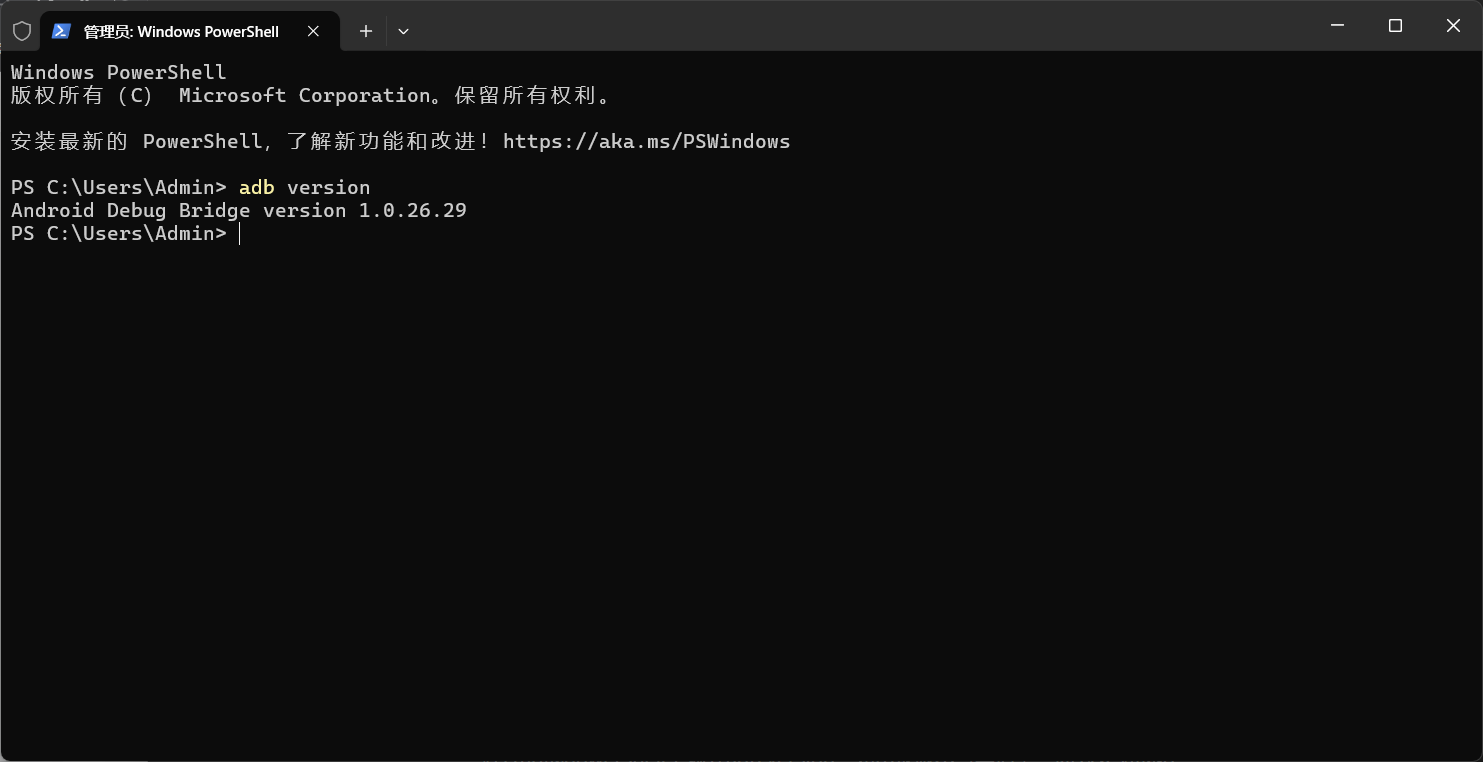 管理员: Windows PowerShell
Windows PowerShell
版权所有（C） Microsoft Corporation。保留所有权利。
安装最新的 PowerShell，了解新功能和改进！https://aka.ms/PSWindows
PS C:\Users\Admin> adb version
Android Debug Bridge version 1.0.26.29
PS C:\Users\Admin>